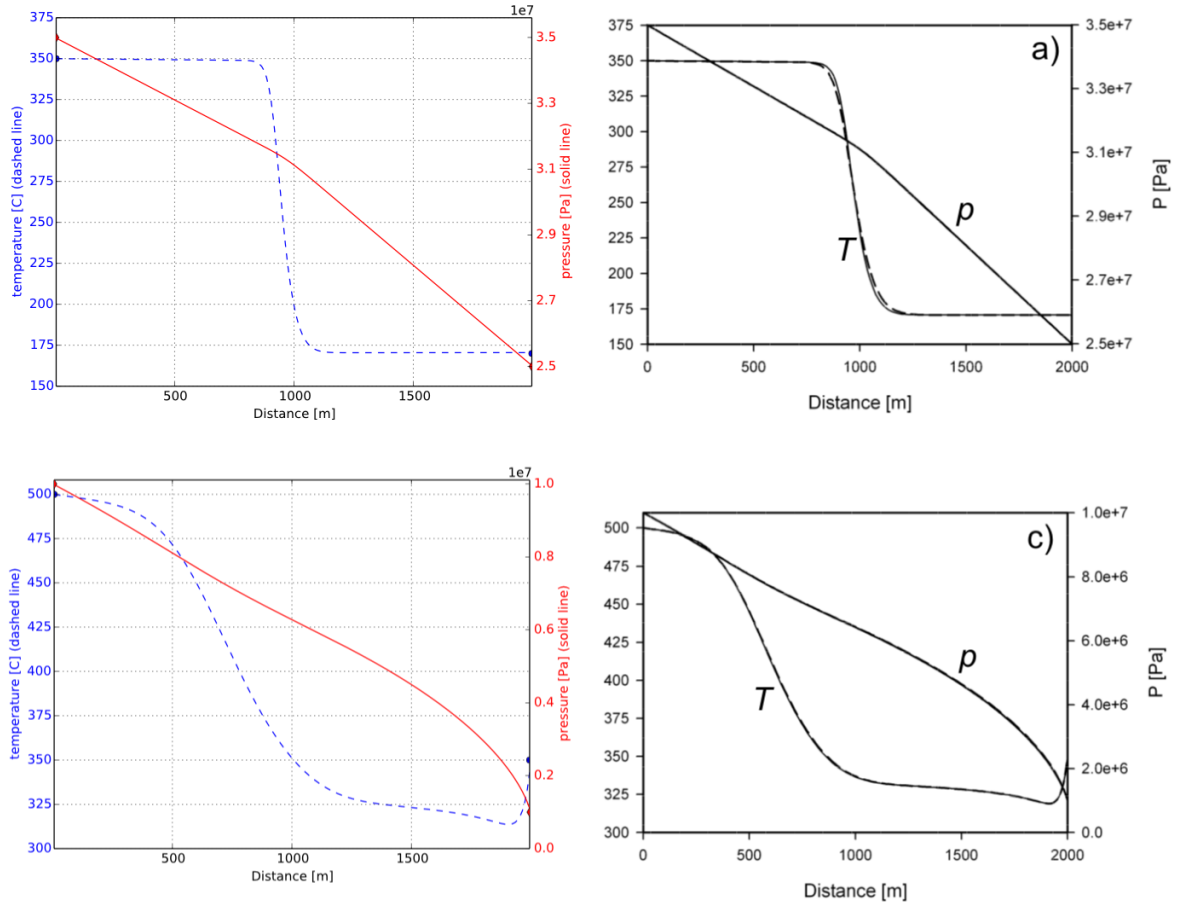 1e7
375
350
325
300
275
250
225
200
175
150
temperature [C] (dashed line)
3.5
3.3
3.1
2.9
2.7
2.5
pressure [Pa] (solid line)
500
1000
1500
Distance [m]
a)
375
350
325
300
275
250
225
200
175
150
3.5e+7
3.3e+7
3.1e+7
2.9e+7
2.7e+7
2.5e+7
P [Pa]
p
T
0
500
1000
1500
2000
Distance [m]
1e7
500
475
450
425
400
375
350
325
300
temperature [C] (dashed line)
1.0
0.8
0.6
0.4
0.2
0.0
pressure [Pa] (solid line)
500
1000
1500
Distance [m]
c)
500
475
450
425
400
375
350
325
300
1.0e+7
8.0e+6
6.0e+6
4.0e+6
2.0e+6
0.0
P [Pa]
p
T
0
500
1000
1500
2000
Distance [m]